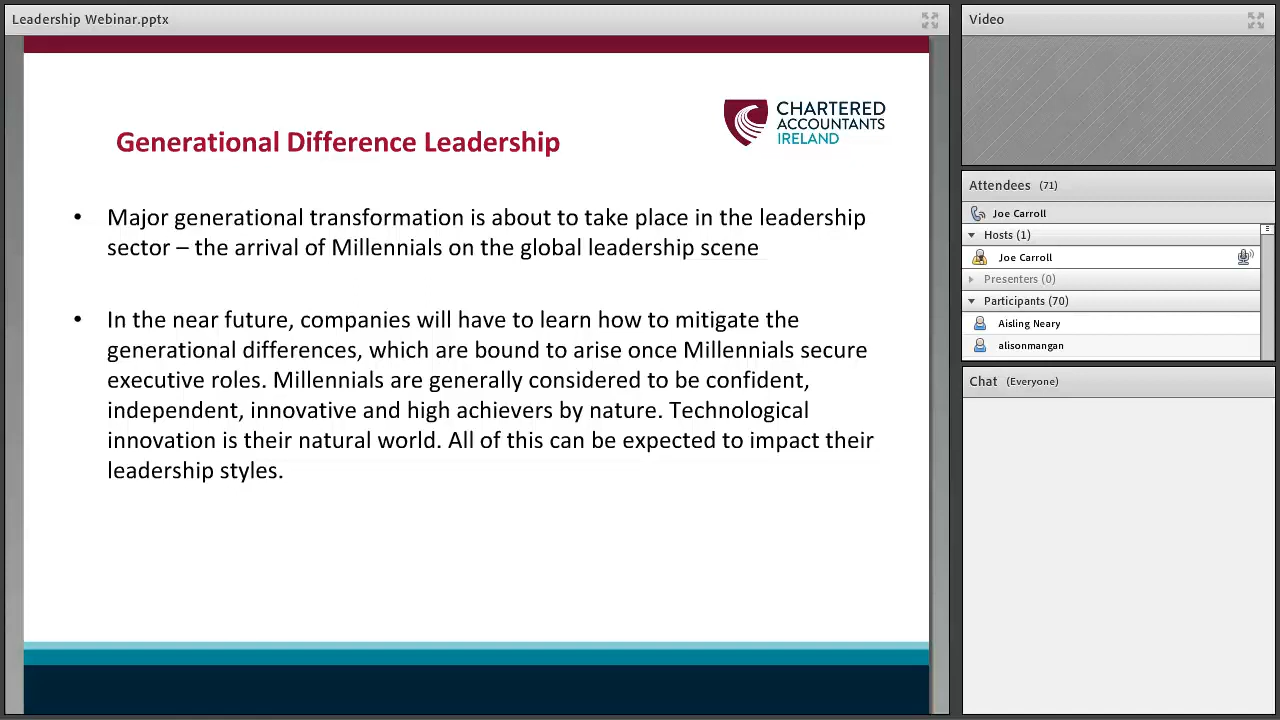 Leadership Webinar.pptx
CHARTERED
ACCOUNTANTS
IRELAND
Generational Difference Leadership
• Major generational transformation is about to take place in the leadership
sector – the arrival of Millennials on the global leadership scene
• In the near future, companies will have to learn how to mitigate the
generational differences, which are bound to arise once Millennials secure
executive roles. Millennials are generally considered to be confident,
independent, innovative and high achievers by nature. Technological
innovation is their natural world. All of this can be expected to impact their
leadership styles.
Video
Attendees (71)
Joe Carroll
Hosts (1)
Joe Carroll
Presenters (0)
Participants (70)
Aisling Neary
alisonmangan
Chat (Everyone)